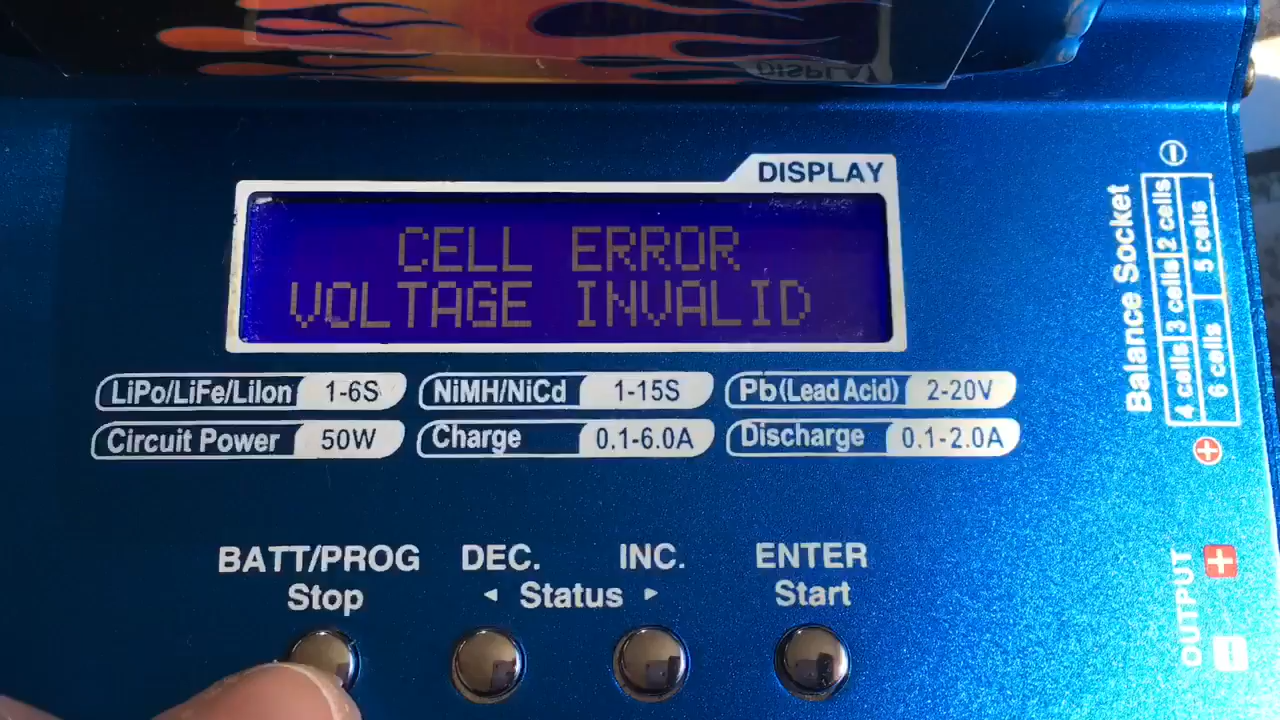 DISPLAY
DISPLAY
CELL ERROR
VOLTAGE INVALID
LiPo/LiFe/LiIon 1-6S
NiMH/NiCd 1-15S
Pb(Lead Acid) 2-20V
Circuit Power 50W
Charge 0.1-6.0A
Discharge 0.1-2.0A
BATT/PROG
Stop
DEC. INC.
◂ Status ▸
ENTER
Start
Balance Socket
4 cells 3 cells 2 cells
6 cells 5 cells
OUTPUT